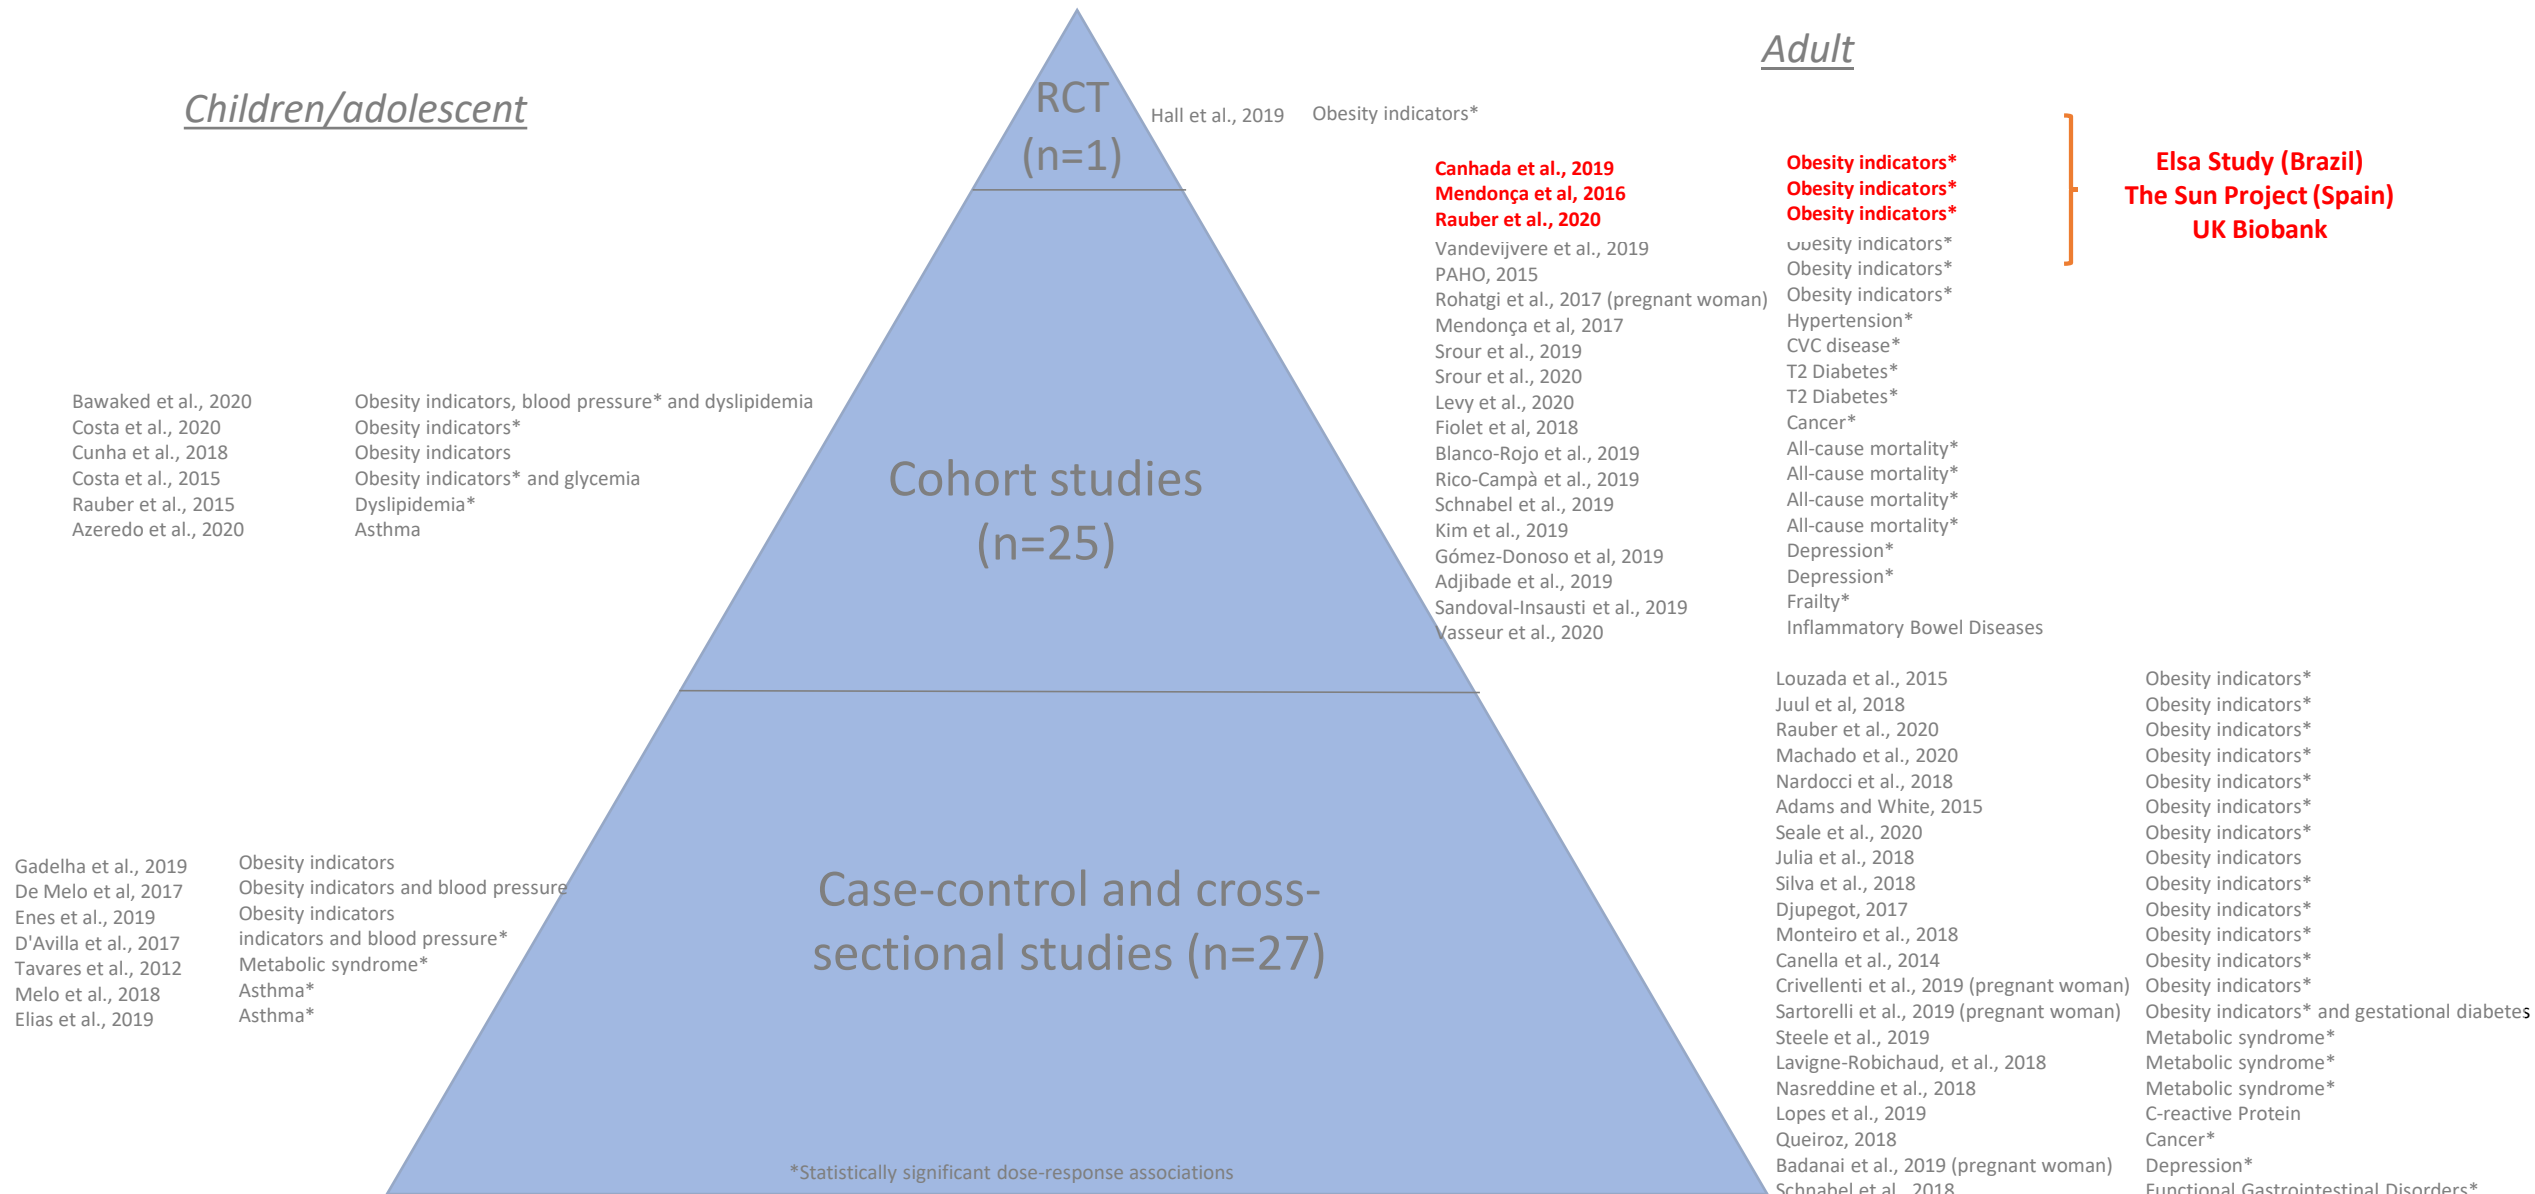 Adult
Children/adolescent
RCT
(n=1)
Hall et al., 2019 Obesity indicators*
Canhada et al., 2019 Obesity indicators*
Mendonça et al, 2016 Obesity indicators*
Rauber et al., 2020 Obesity indicators*
Elsa Study (Brazil)
The Sun Project (Spain)
UK Biobank
Vandevijvere et al., 2019 Obesity indicators*
PAHO, 2015 Obesity indicators*
Rohatgi et al., 2017 (pregnant woman) Obesity indicators*
Mendonça et al, 2017 Hypertension*
Srour et al., 2019 CVC disease*
Srour et al., 2020 T2 Diabetes*
Levy et al., 2020 T2 Diabetes*
Fiolet et al, 2018 Cancer*
Blanco-Rojo et al., 2019 All-cause mortality*
Rico-Campà et al., 2019 All-cause mortality*
Schnabel et al., 2019 All-cause mortality*
Kim et al., 2019 All-cause mortality*
Gómez-Donoso et al, 2019 Depression*
Adjibade et al., 2019 Depression*
Sandoval-Insausti et al., 2019 Frailty*
Vasseur et al., 2020 Inflammatory Bowel Diseases
Bawaked et al., 2020 Obesity indicators, blood pressure* and dyslipidemia
Costa et al., 2020 Obesity indicators*
Cunha et al., 2018 Obesity indicators
Costa et al., 2015 Obesity indicators* and glycemia
Rauber et al., 2015 Dyslipidemia*
Azeredo et al., 2020 Asthma
Cohort studies
(n=25)
Louzada et al., 2015 Obesity indicators*
Juul et al, 2018 Obesity indicators*
Rauber et al., 2020 Obesity indicators*
Machado et al., 2020 Obesity indicators*
Nardocci et al., 2018 Obesity indicators*
Adams and White, 2015 Obesity indicators*
Seale et al., 2020 Obesity indicators*
Julia et al., 2018 Obesity indicators
Silva et al., 2018 Obesity indicators*
Djupegot, 2017 Obesity indicators*
Monteiro et al., 2018 Obesity indicators*
Canella et al., 2014 Obesity indicators*
Crivellenti et al., 2019 (pregnant woman) Obesity indicators*
Sartorelli et al., 2019 (pregnant woman) Obesity indicators* and gestational diabetes
Steele et al., 2019 Metabolic syndrome*
Lavigne-Robichaud, et al., 2018 Metabolic syndrome*
Nasreddine et al., 2018 Metabolic syndrome*
Lopes et al., 2019 C-reactive Protein
Queiroz, 2018 Cancer*
Badanai et al., 2019 (pregnant woman) Depression*
Schnabel et al., 2018 Functional Gastrointestinal Disorders*
Gadelha et al., 2019 Obesity indicators
De Melo et al, 2017 Obesity indicators and blood pressure
Enes et al., 2019 Obesity indicators
D'Avilla et al., 2017 indicators and blood pressure*
Tavares et al., 2012 Metabolic syndrome*
Melo et al., 2018 Asthma*
Elias et al., 2019 Asthma*
Case-control and cross-
sectional studies (n=27)
*Statistically significant dose-response associations